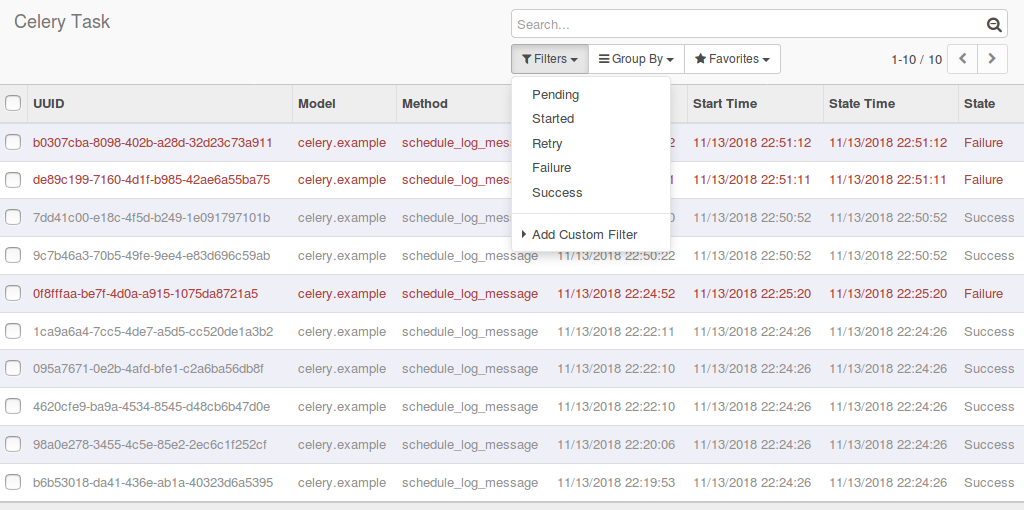 Celery Task
Search...
Filters Group By Favorites 1-10 / 10
UUID Model Method Start Time State Time State
Pending
Started
Retry
Failure
Success
Add Custom Filter
b0307cba-8098-402b-a28d-32d23c73a911 celery.example schedule_log_mes 2 11/13/2018 22:51:12 11/13/2018 22:51:12 Failure
de89c199-7160-4d1f-b985-42ae6a55ba75 celery.example schedule_log_mes 1 11/13/2018 22:51:11 11/13/2018 22:51:11 Failure
7dd41c00-e18c-4f5d-b249-1e091797101b celery.example schedule_log_mes 0 11/13/2018 22:50:52 11/13/2018 22:50:52 Success
9c7b46a3-70b5-49fe-9ee4-e83d696c59ab celery.example schedule_log_message 11/13/2018 22:50:22 11/13/2018 22:50:52 11/13/2018 22:50:52 Success
0f8fffaa-be7f-4d0a-a915-1075da8721a5 celery.example schedule_log_message 11/13/2018 22:24:52 11/13/2018 22:25:20 11/13/2018 22:25:20 Failure
1ca9a6a4-7cc5-4de7-a5d5-cc520de1a3b2 celery.example schedule_log_message 11/13/2018 22:22:11 11/13/2018 22:24:26 11/13/2018 22:24:26 Success
095a7671-0e2b-4afd-bfe1-c2a6ba56db8f celery.example schedule_log_message 11/13/2018 22:22:10 11/13/2018 22:24:26 11/13/2018 22:24:26 Success
4620cfe9-ba9a-4534-8545-d48cb6b47d0e celery.example schedule_log_message 11/13/2018 22:22:10 11/13/2018 22:24:26 11/13/2018 22:24:26 Success
98a0e278-3455-4c5e-85e2-2ec6c1f252cf celery.example schedule_log_message 11/13/2018 22:20:06 11/13/2018 22:24:26 11/13/2018 22:24:26 Success
b6b53018-da41-436e-ab1a-40323d6a5395 celery.example schedule_log_message 11/13/2018 22:19:53 11/13/2018 22:24:26 11/13/2018 22:24:26 Success